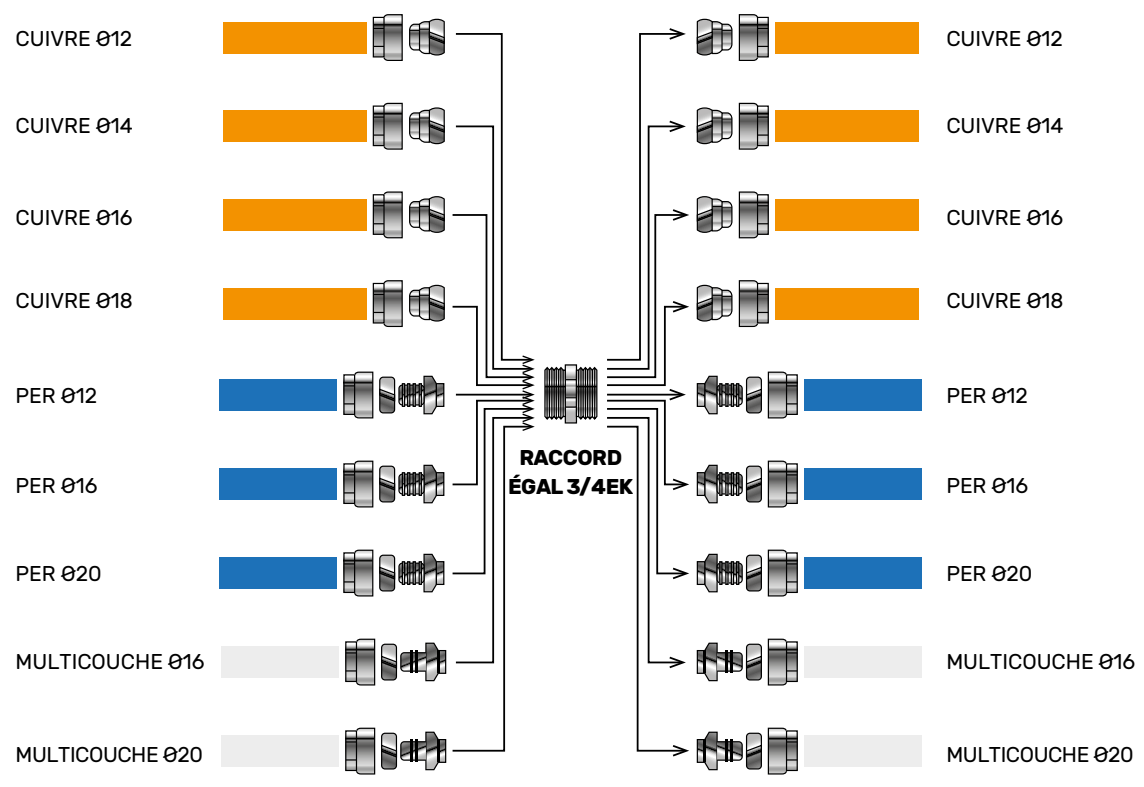 CUIVRE Ø12
CUIVRE Ø12
CUIVRE Ø14
CUIVRE Ø14
CUIVRE Ø16
CUIVRE Ø16
CUIVRE Ø18
CUIVRE Ø18
PER Ø12
PER Ø12
RACCORD
ÉGAL 3/4EK
PER Ø16
PER Ø16
PER Ø20
PER Ø20
MULTICOUCHE Ø16
MULTICOUCHE Ø16
MULTICOUCHE Ø20
MULTICOUCHE Ø20